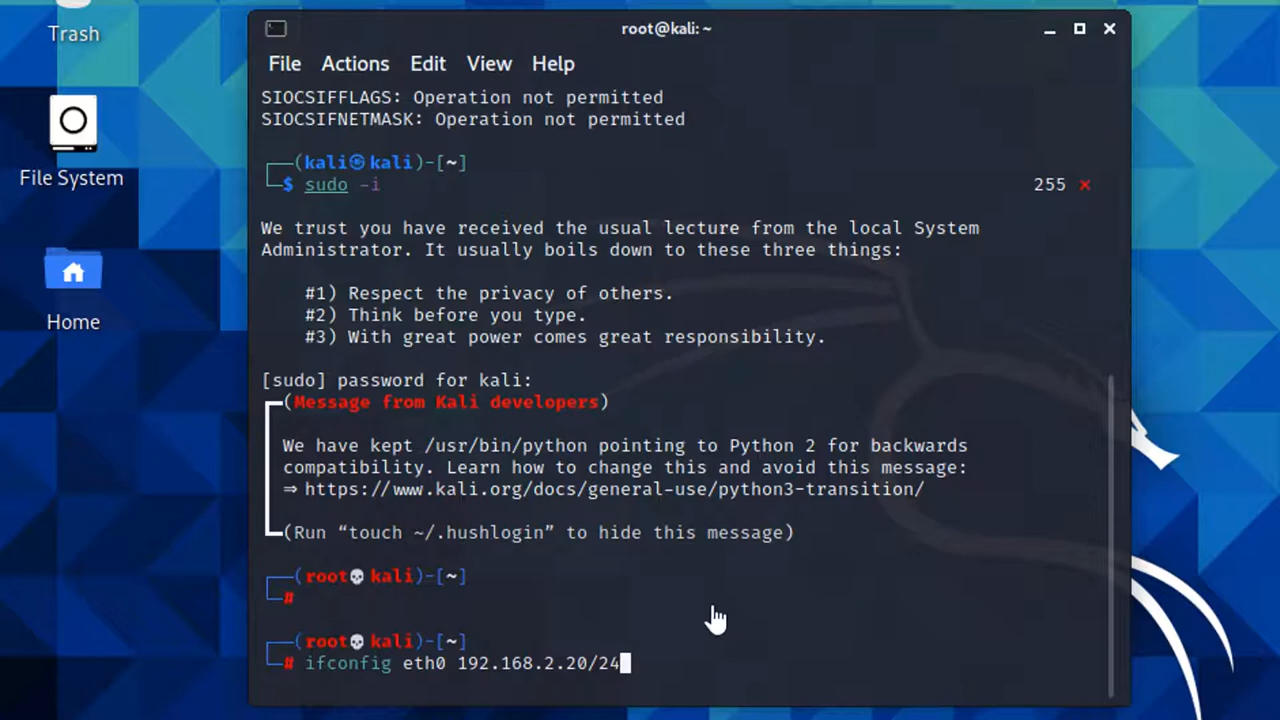 Trash
File System
Home
root@kali: ~
File Actions Edit View Help
SIOCSIFFLAGS: Operation not permitted
SIOCSIFNETMASK: Operation not permitted
┌──(kali㉿kali)-[~]
└─$ sudo -i
255 ⨯
We trust you have received the usual lecture from the local System
Administrator. It usually boils down to these three things:
#1) Respect the privacy of others.
#2) Think before you type.
#3) With great power comes great responsibility.
[sudo] password for kali:
┏━(Message from Kali developers)
┃ We have kept /usr/bin/python pointing to Python 2 for backwards
┃ compatibility. Learn how to change this and avoid this message:
┃ ⇒ https://www.kali.org/docs/general-use/python3-transition/
┗━(Run “touch ~/.hushlogin” to hide this message)
┌──(root💀kali)-[~]
└─#
┌──(root💀kali)-[~]
└─# ifconfig eth0 192.168.2.20/24